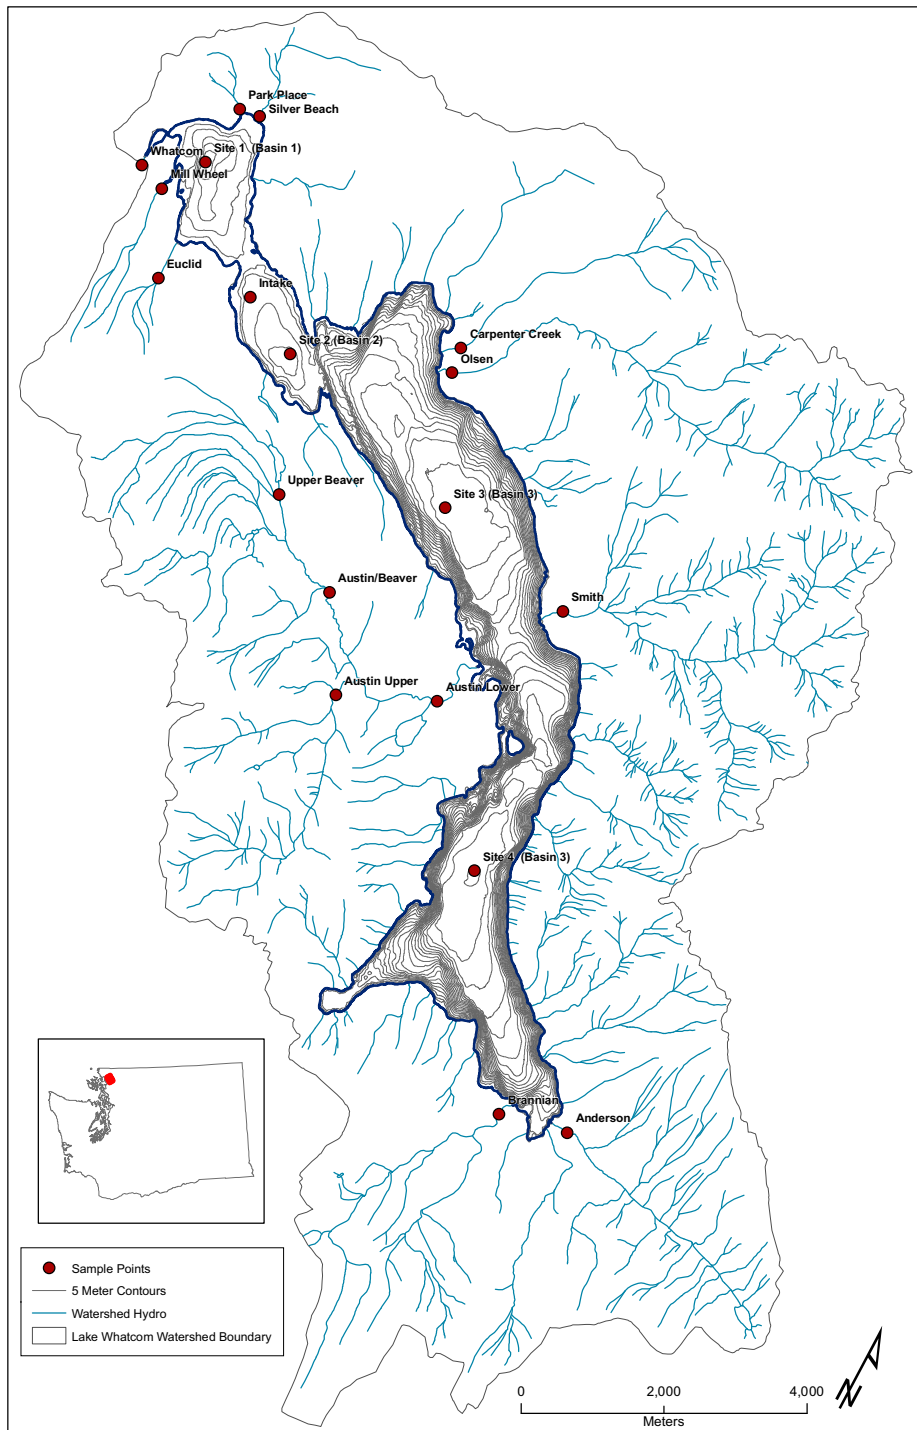 Park Place
Silver Beach
Whatcom
Site 1 (Basin 1)
Mill Wheel
Euclid
Intake
Site 2 (Basin 2)
Carpenter Creek
Olsen
Upper Beaver
Site 3 (Basin 3)
Austin/Beaver
Smith
Austin Upper
Austin Lower
Site 4 (Basin 3)
Brannian
Anderson
Sample Points
5 Meter Contours
Watershed Hydro
Lake Whatcom Watershed Boundary
N
0 2,000 4,000
Meters